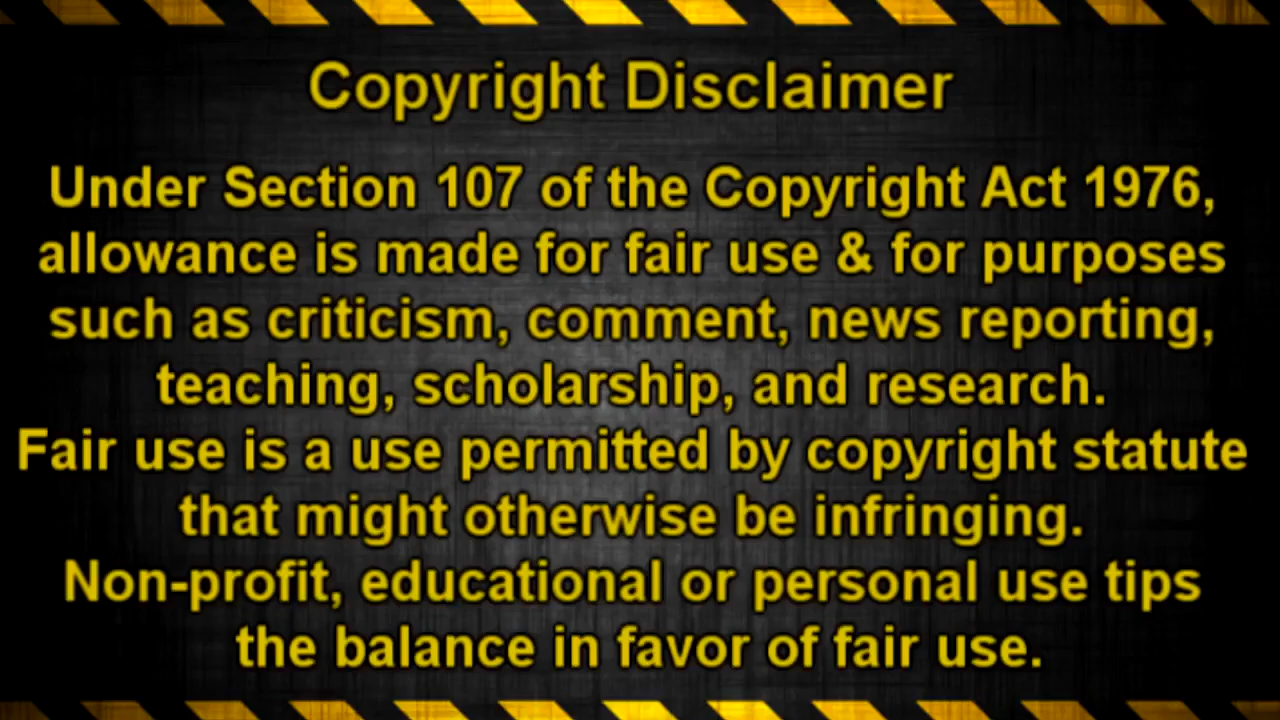 Copyright Disclaimer
Under Section 107 of the Copyright Act 1976,
allowance is made for fair use & for purposes
such as criticism, comment, news reporting,
teaching, scholarship, and research.
Fair use is a use permitted by copyright statute
that might otherwise be infringing.
Non-profit, educational or personal use tips
the balance in favor of fair use.